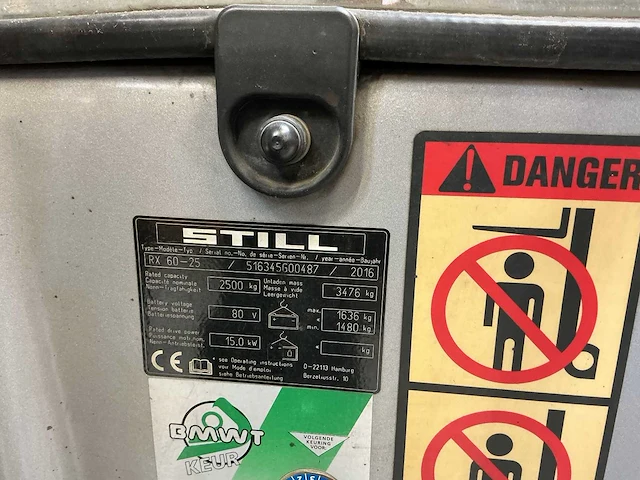 DANGER
STILL
Type-Modèle-Typ / Serial no.-No. de série-Serien-Nr. / year-année-Baujahr
RX 60-25 / 516345G00487 / 2016
Rated capacity
Capacité nominale
Nenn-Tragfähigkeit
2500 kg
Unladen mass
Masse à vide
Leergewicht
3476 kg
Battery voltage
Tension batterie
Batteriespannung
80 V
max.
min.
1636 kg
1480 kg
Rated drive power
Puissance motr.nom.
Nenn-Antriebsleist.
15.0 kW
kg
CE
* see Operating instructions
voir Mode d'emploi
siehe Betriebsanleitung
D-22113 Hamburg
Berzeliusstr. 10
BMWT
KEUR
VOLGENDE
KEURING
VOOR: